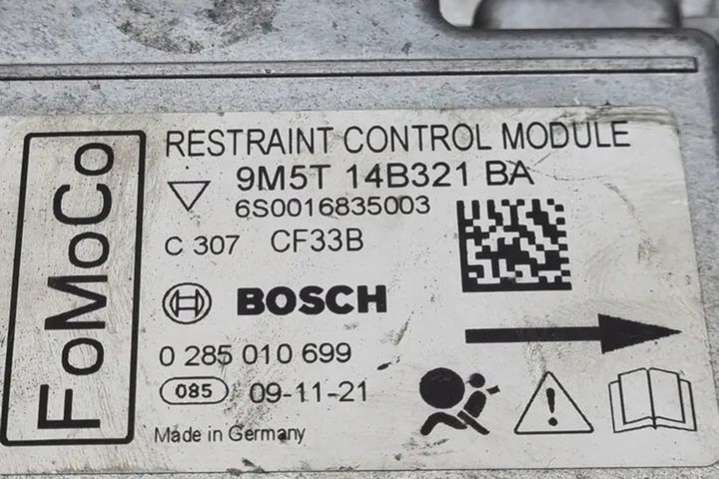 FoMoCo
RESTRAINT CONTROL MODULE
9M5T 14B321 BA
6S0016835003
C 307 CF33B
H BOSCH
0 285 010 699
085 09-11-21
Made in Germany